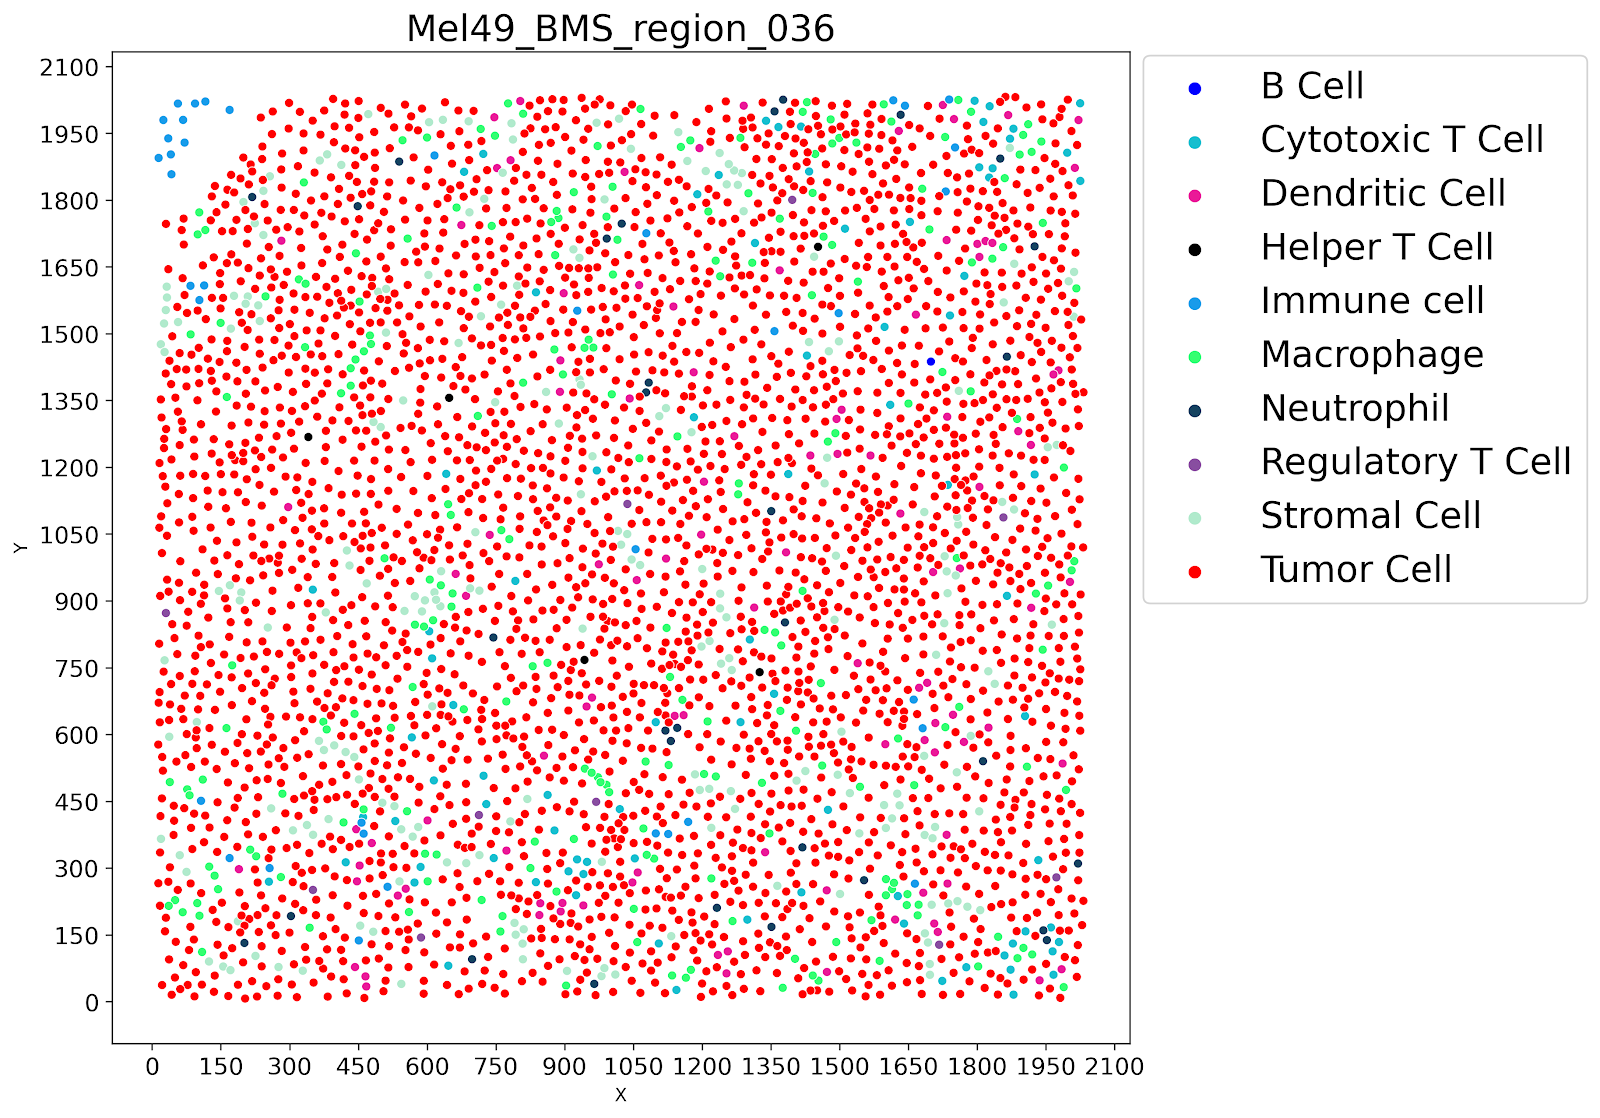 Mel49_BMS_region_036
2100
1950
1800
1650
1500
1350
1200
1050
900
750
600
450
300
150
0
Y
0 150 300 450 600 750 900 1050 1200 1350 1500 1650 1800 1950 2100
X
B Cell
Cytotoxic T Cell
Dendritic Cell
Helper T Cell
Immune cell
Macrophage
Neutrophil
Regulatory T Cell
Stromal Cell
Tumor Cell